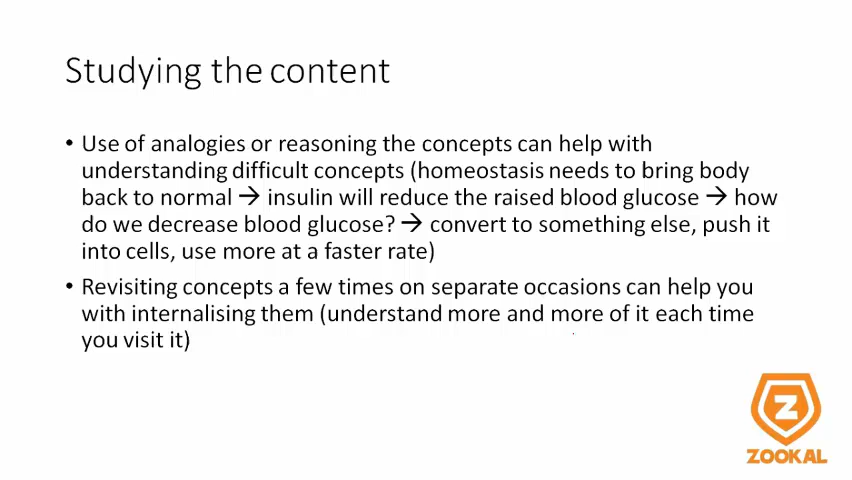 Studying the content
• Use of analogies or reasoning the concepts can help with
understanding difficult concepts (homeostasis needs to bring body
back to normal → insulin will reduce the raised blood glucose → how
do we decrease blood glucose? → convert to something else, push it
into cells, use more at a faster rate)
• Revisiting concepts a few times on separate occasions can help you
with internalising them (understand more and more of it each time
you visit it)
Z
ZOOKAL